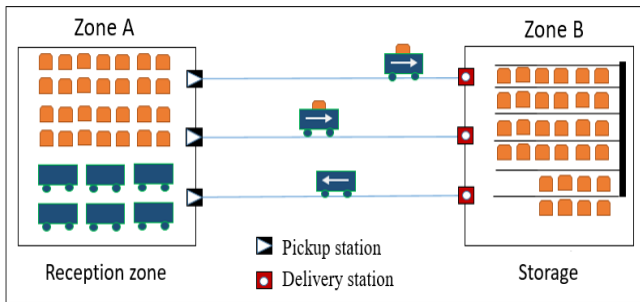 Zone A
Zone B
Pickup station
Delivery station
Reception zone
Storage